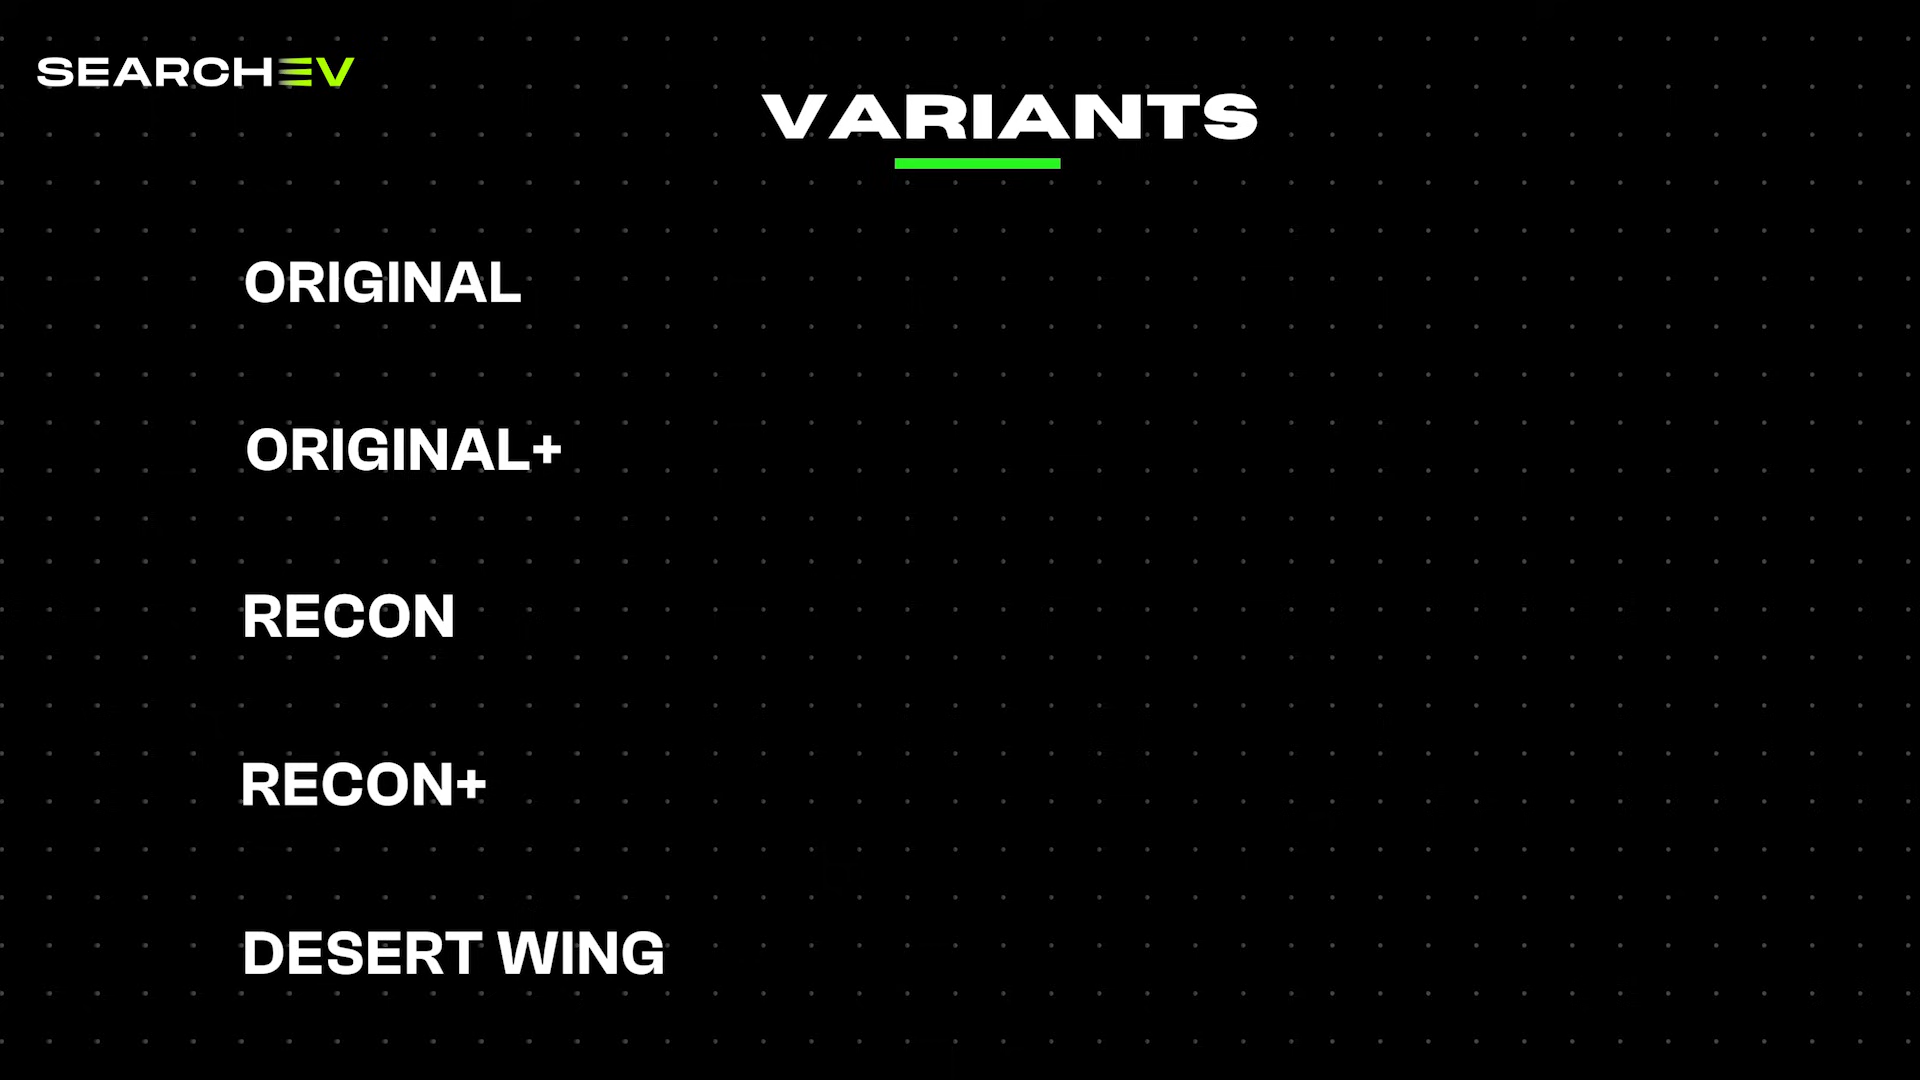 SEARCHEV
VARIANTS
ORIGINAL
ORIGINAL+
RECON
RECON+
DESERT WING